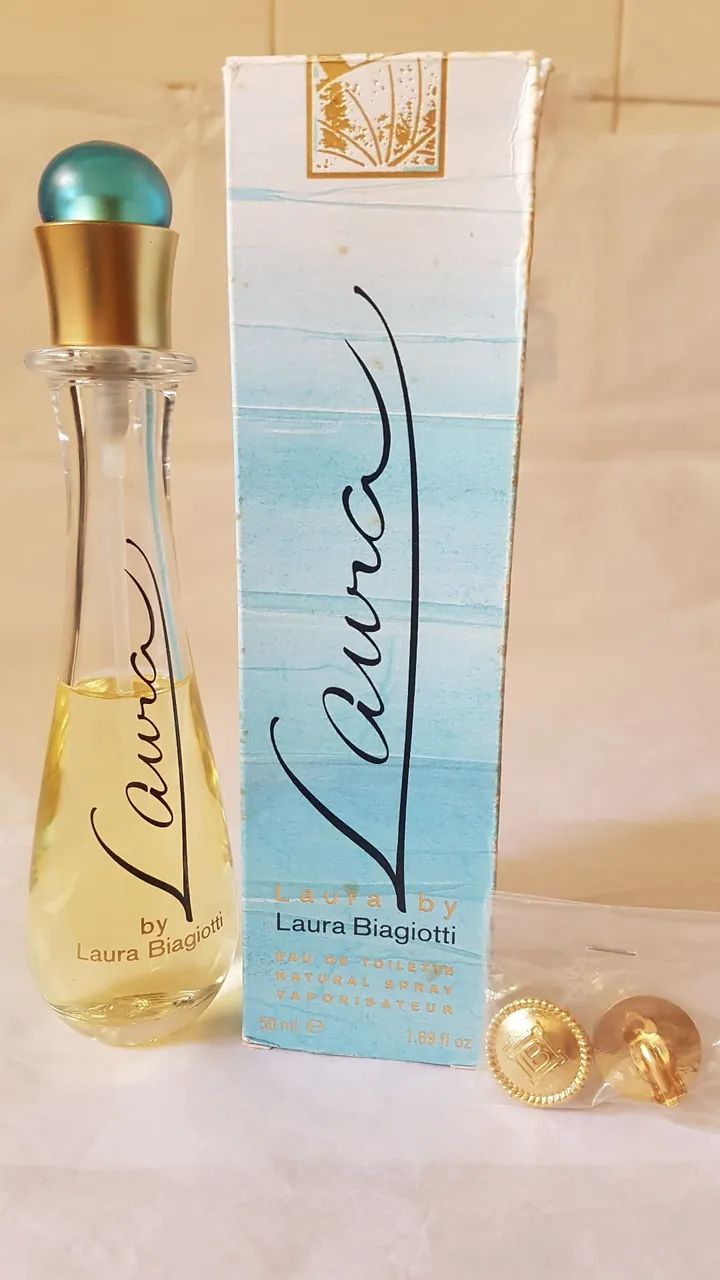 Laura
by
Laura Biagiotti
Laura
Laura by
Laura Biagiotti
EAU DE TOILETTE
NATURAL SPRAY
VAPORISATEUR
50 ml ℮
1.69 fl oz